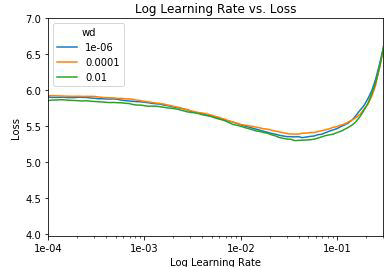 Log Learning Rate vs. Loss
7.0
6.5
6.0
5.5
5.0
4.5
4.0
Loss
wd
1e-06
0.0001
0.01
1e-04 1e-03 1e-02 1e-01
Log Learning Rate